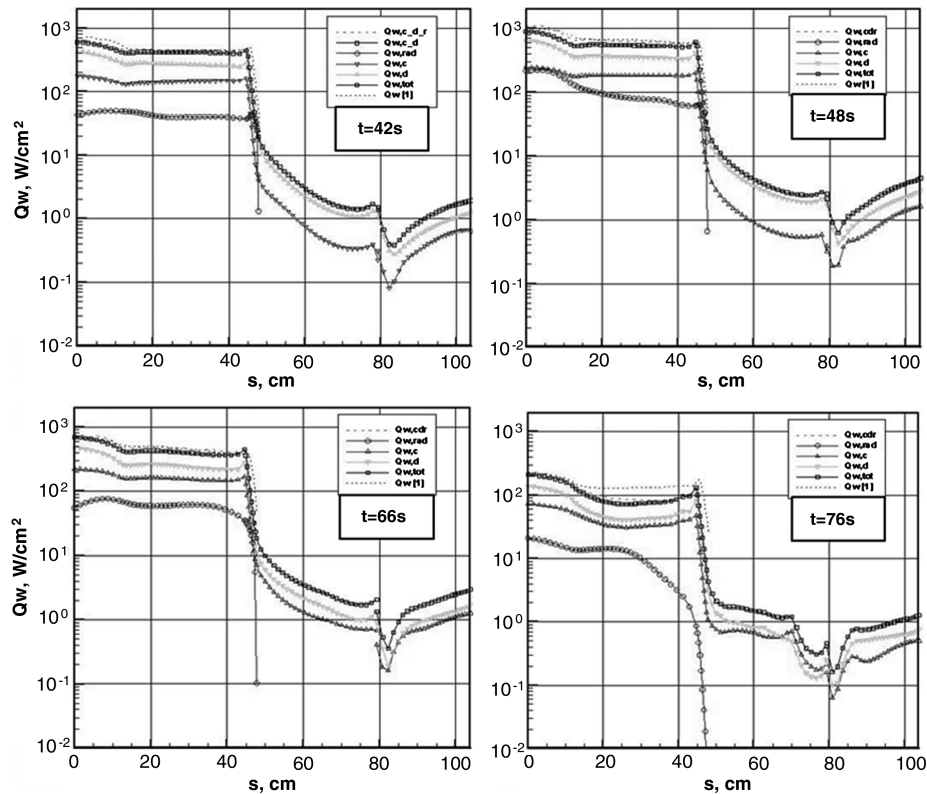 10³
10²
10¹
10⁰
10⁻¹
10⁻²
Qw, W/cm²
Qw,c_d_r
Qw,c_d
Qw,rad
Qw,c
Qw,d
Qw,tot
Qw[1]
t=42s
0 20 40 60 80 100
s, cm
10³
10²
10¹
10⁰
10⁻¹
10⁻²
Qw,cdr
Qw,rad
Qw,c
Qw,d
Qw,tot
Qw[1]
t=48s
0 20 40 60 80 100
s, cm
10³
10²
10¹
10⁰
10⁻¹
10⁻²
Qw, W/cm²
Qw,cdr
Qw,rad
Qw,c
Qw,d
Qw,tot
Qw[1]
t=66s
0 20 40 60 80 100
s, cm
10³
10²
10¹
10⁰
10⁻¹
10⁻²
Qw,cdr
Qw,rad
Qw,c
Qw,d
Qw,tot
Qw[1]
t=76s
0 20 40 60 80 100
s, cm